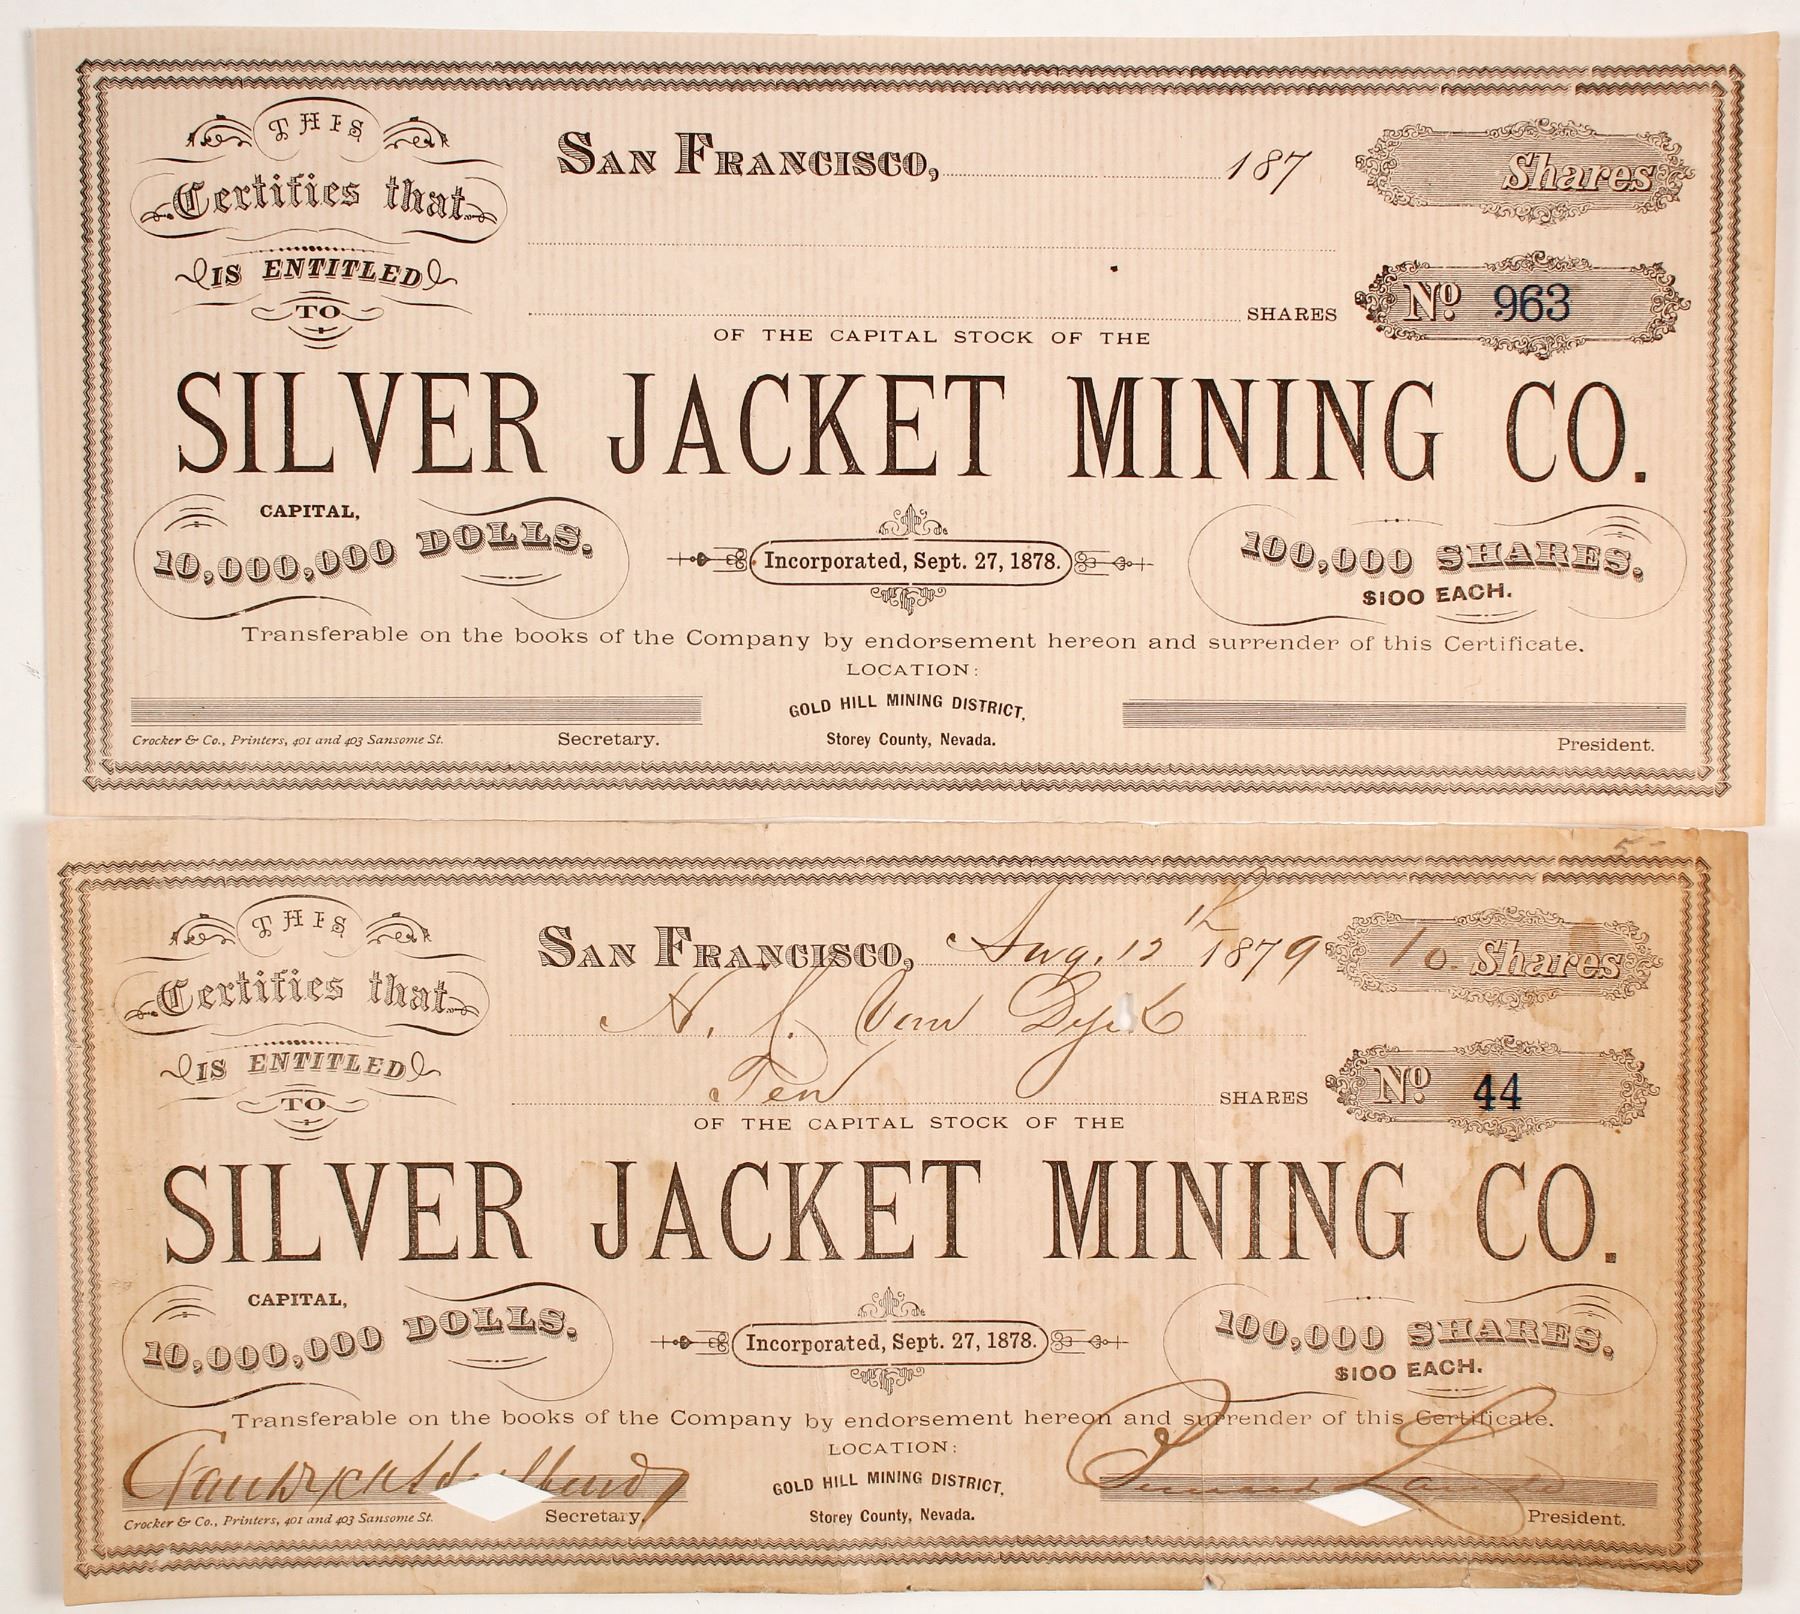 THIS
Certifies that
IS ENTITLED
TO
SAN FRANCISCO, 187
Shares
No. 963
SHARES
OF THE CAPITAL STOCK OF THE
SILVER JACKET MINING CO.
CAPITAL,
10,000,000 DOLLS.
Incorporated, Sept. 27, 1878.
100,000 SHARES.
$100 EACH.
Transferable on the books of the Company by endorsement hereon and surrender of this Certificate.
LOCATION:
GOLD HILL MINING DISTRICT,
Storey County, Nevada.
Crocker & Co., Printers, 401 and 403 Sansome St.
Secretary.
President.
5-
THIS
Certifies that
IS ENTITLED
TO
SAN FRANCISCO, Aug. 12th 1879
10 Shares
Van Dyck
No. 44
Ten SHARES
OF THE CAPITAL STOCK OF THE
SILVER JACKET MINING CO.
CAPITAL,
10,000,000 DOLLS.
Incorporated, Sept. 27, 1878.
100,000 SHARES.
$100 EACH.
Transferable on the books of the Company by endorsement hereon and surrender of this Certificate.
LOCATION:
GOLD HILL MINING DISTRICT,
Storey County, Nevada.
Crocker & Co., Printers, 401 and 403 Sansome St.
Secretary.
President.